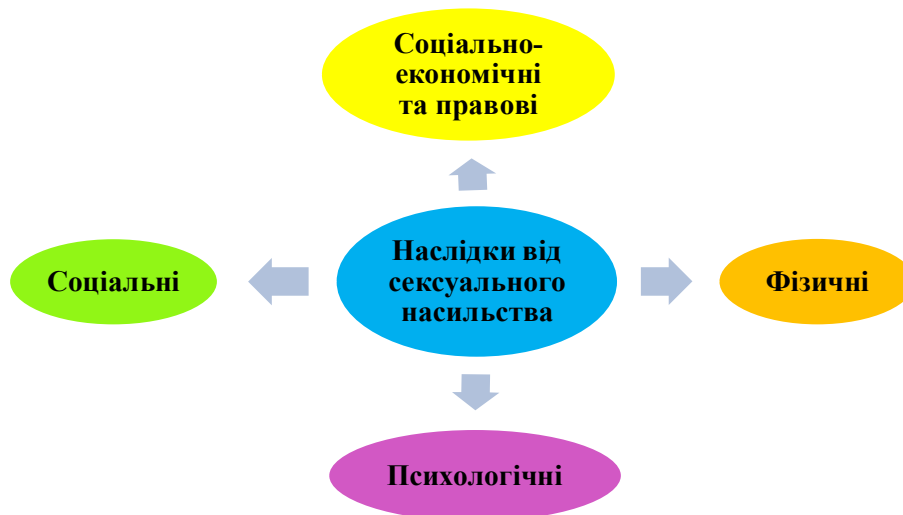 Соціально-
економічні
та правові
Соціальні
Наслідки від
сексуального
насильства
Фізичні
Психологічні